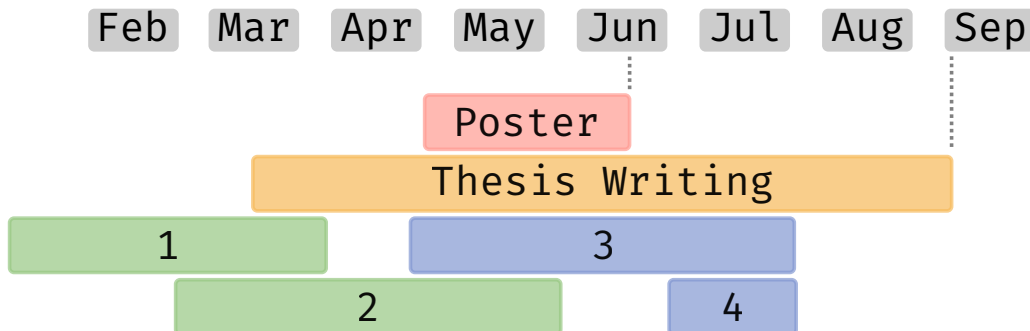 Feb Mar Apr May Jun Jul Aug Sep
Poster
Thesis Writing
1 3
2 4